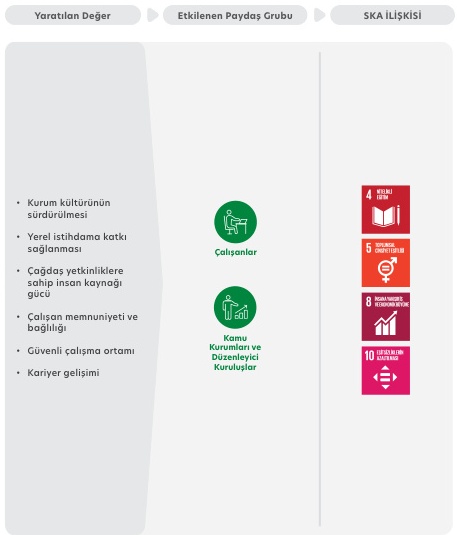 Yaratılan Değer
Etkilenen Paydaş Grubu
SKA İLİŞKİSİ
• Kurum kültürünün
sürdürülmesi
• Yerel istihdama katkı
sağlanması
• Çağdaş yetkinliklere
sahip insan kaynağı
gücü
• Çalışan memnuniyeti ve
bağlılığı
• Güvenli çalışma ortamı
• Kariyer gelişimi
Çalışanlar
Kamu
Kurumları ve
Düzenleyici
Kuruluşlar
4 NİTELİKLİ
EĞİTİM
5 TOPLUMSAL
CİNSİYET EŞİTLİĞİ
8 İNSANA YAKIŞIR İŞ
VE EKONOMİK BÜYÜME
10 EŞİTSİZLİKLERİN
AZALTILMASI